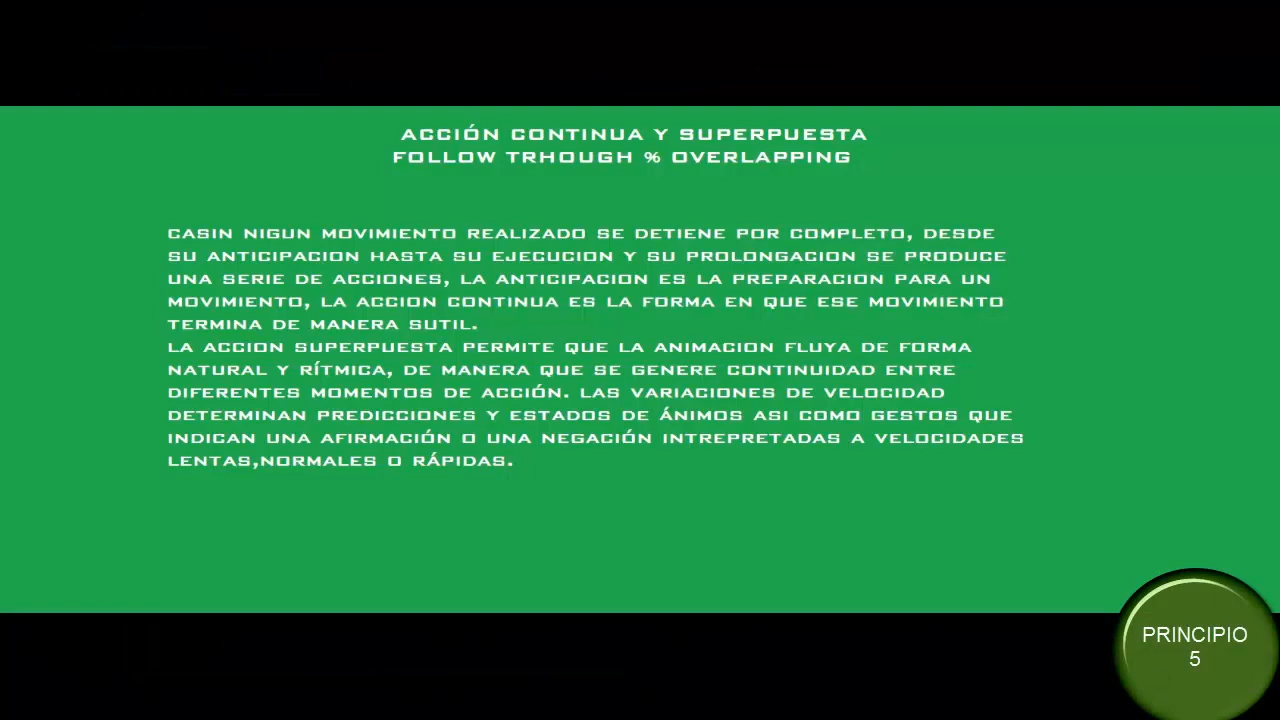 ACCIÓN CONTINUA Y SUPERPUESTA
FOLLOW TRHOUGH % OVERLAPPING
CASIN NIGUN MOVIMIENTO REALIZADO SE DETIENE POR COMPLETO, DESDE
SU ANTICIPACION HASTA SU EJECUCION Y SU PROLONGACION SE PRODUCE
UNA SERIE DE ACCIONES, LA ANTICIPACION ES LA PREPARACION PARA UN
MOVIMIENTO, LA ACCION CONTINUA ES LA FORMA EN QUE ESE MOVIMIENTO
TERMINA DE MANERA SUTIL.
LA ACCION SUPERPUESTA PERMITE QUE LA ANIMACION FLUYA DE FORMA
NATURAL Y RÍTMICA, DE MANERA QUE SE GENERE CONTINUIDAD ENTRE
DIFERENTES MOMENTOS DE ACCIÓN. LAS VARIACIONES DE VELOCIDAD
DETERMINAN PREDICCIONES Y ESTADOS DE ÁNIMOS ASI COMO GESTOS QUE
INDICAN UNA AFIRMACIÓN O UNA NEGACIÓN INTREPRETADAS A VELOCIDADES
LENTAS,NORMALES O RÁPIDAS.
PRINCIPIO
5